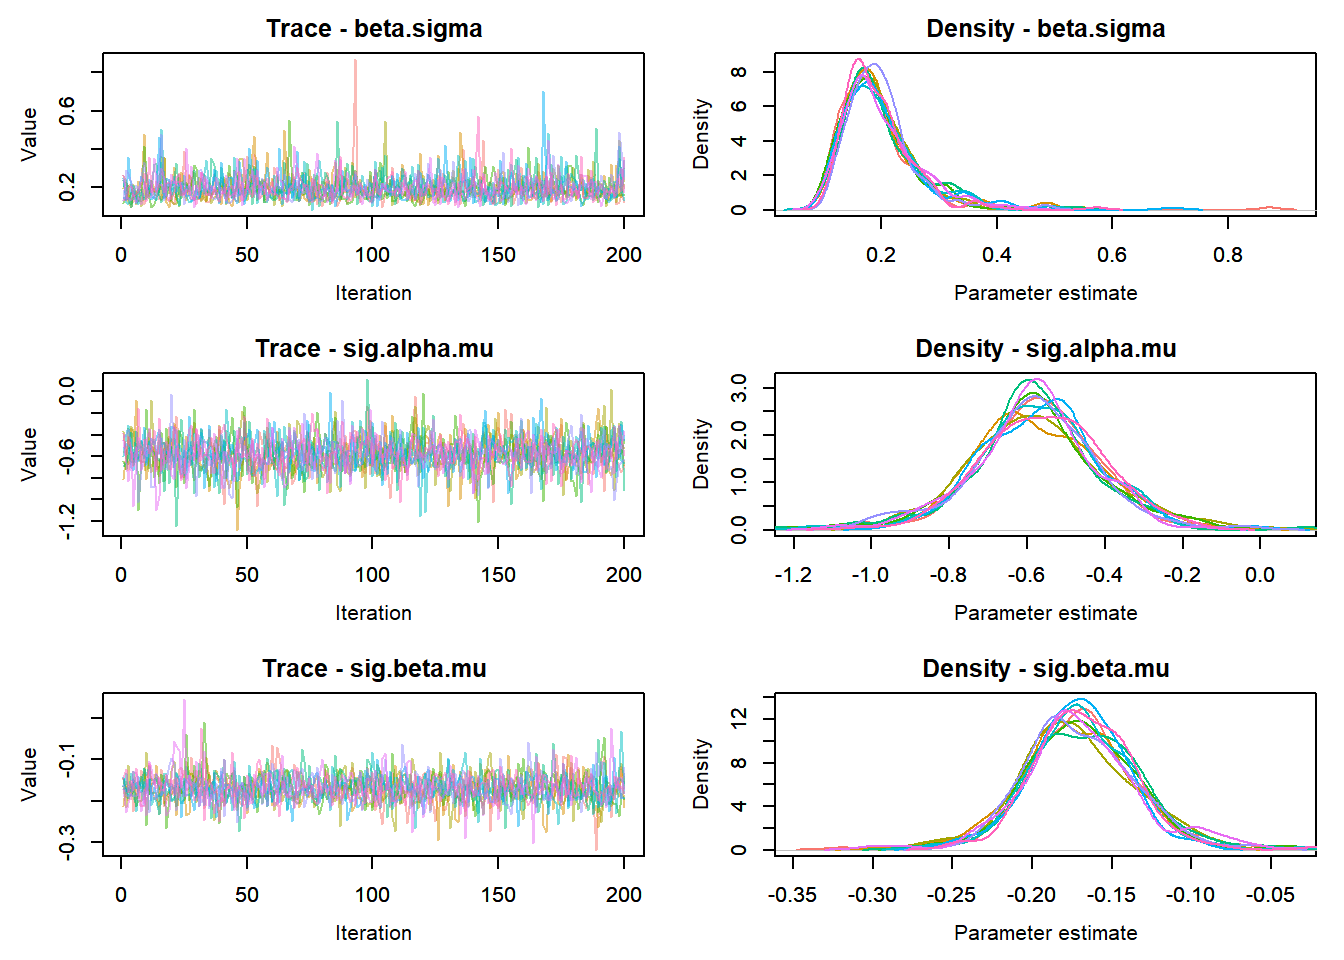 Trace - beta.sigma
Value
0.6
0.2
0 50 100 150 200
Iteration
Density - beta.sigma
Density
8
6
4
2
0
0.2 0.4 0.6 0.8
Parameter estimate
Trace - sig.alpha.mu
Value
0.0
-0.6
-1.2
0 50 100 150 200
Iteration
Density - sig.alpha.mu
Density
3.0
2.0
1.0
0.0
-1.2 -1.0 -0.8 -0.6 -0.4 -0.2 0.0
Parameter estimate
Trace - sig.beta.mu
Value
-0.1
-0.3
0 50 100 150 200
Iteration
Density - sig.beta.mu
Density
12
8
4
0
-0.35 -0.30 -0.25 -0.20 -0.15 -0.10 -0.05
Parameter estimate